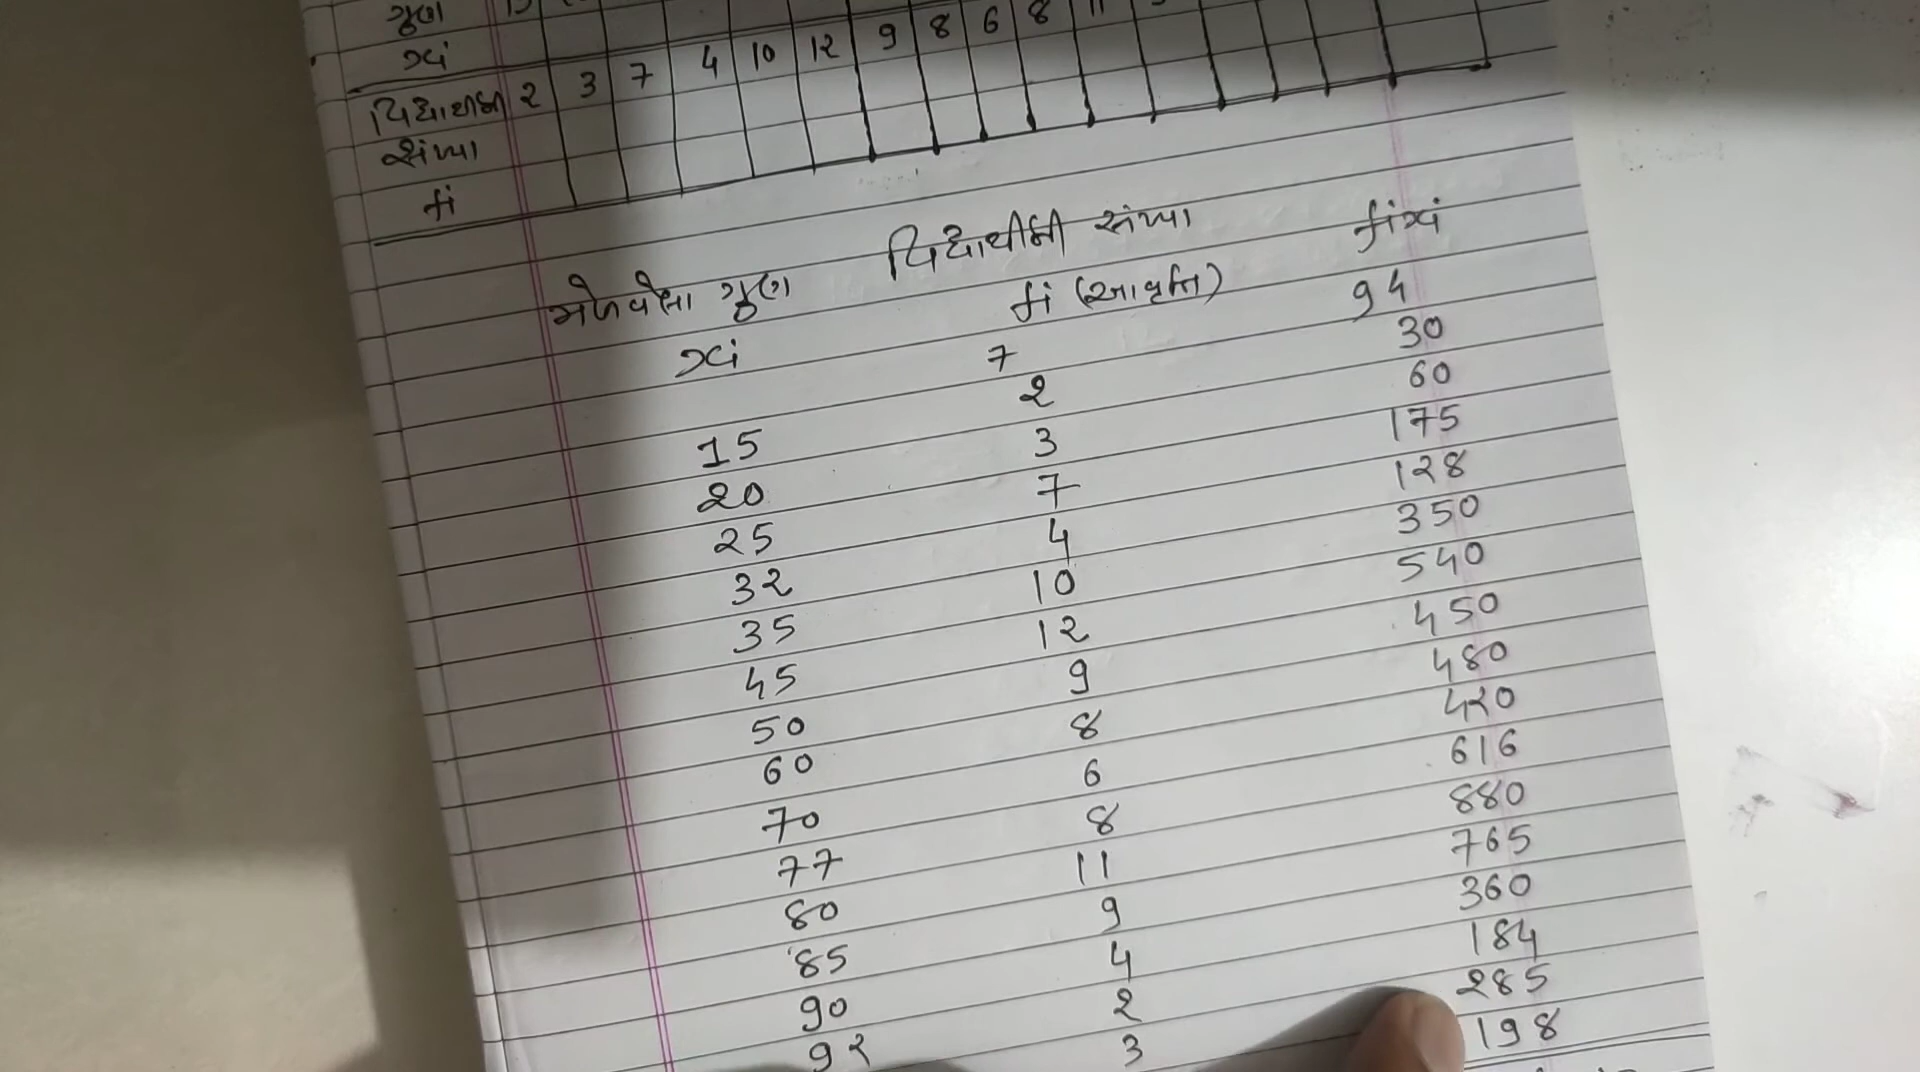 ગુણ 15
xi
વિદ્યાર્થીની 2 3 7 4 10 12 9 8 6 8 11
સંખ્યા
fi
મેળવેલા ગુણ વિદ્યાર્થીની સંખ્યા fixi
xi fi (આવૃત્તિ) 94
7 30
15 2 60
20 3 175
25 7 128
32 4 350
35 10 540
45 12 450
50 9 480
60 8 420
70 6 616
77 8 880
80 11 765
85 9 360
90 4 184
92 2 285
3 198